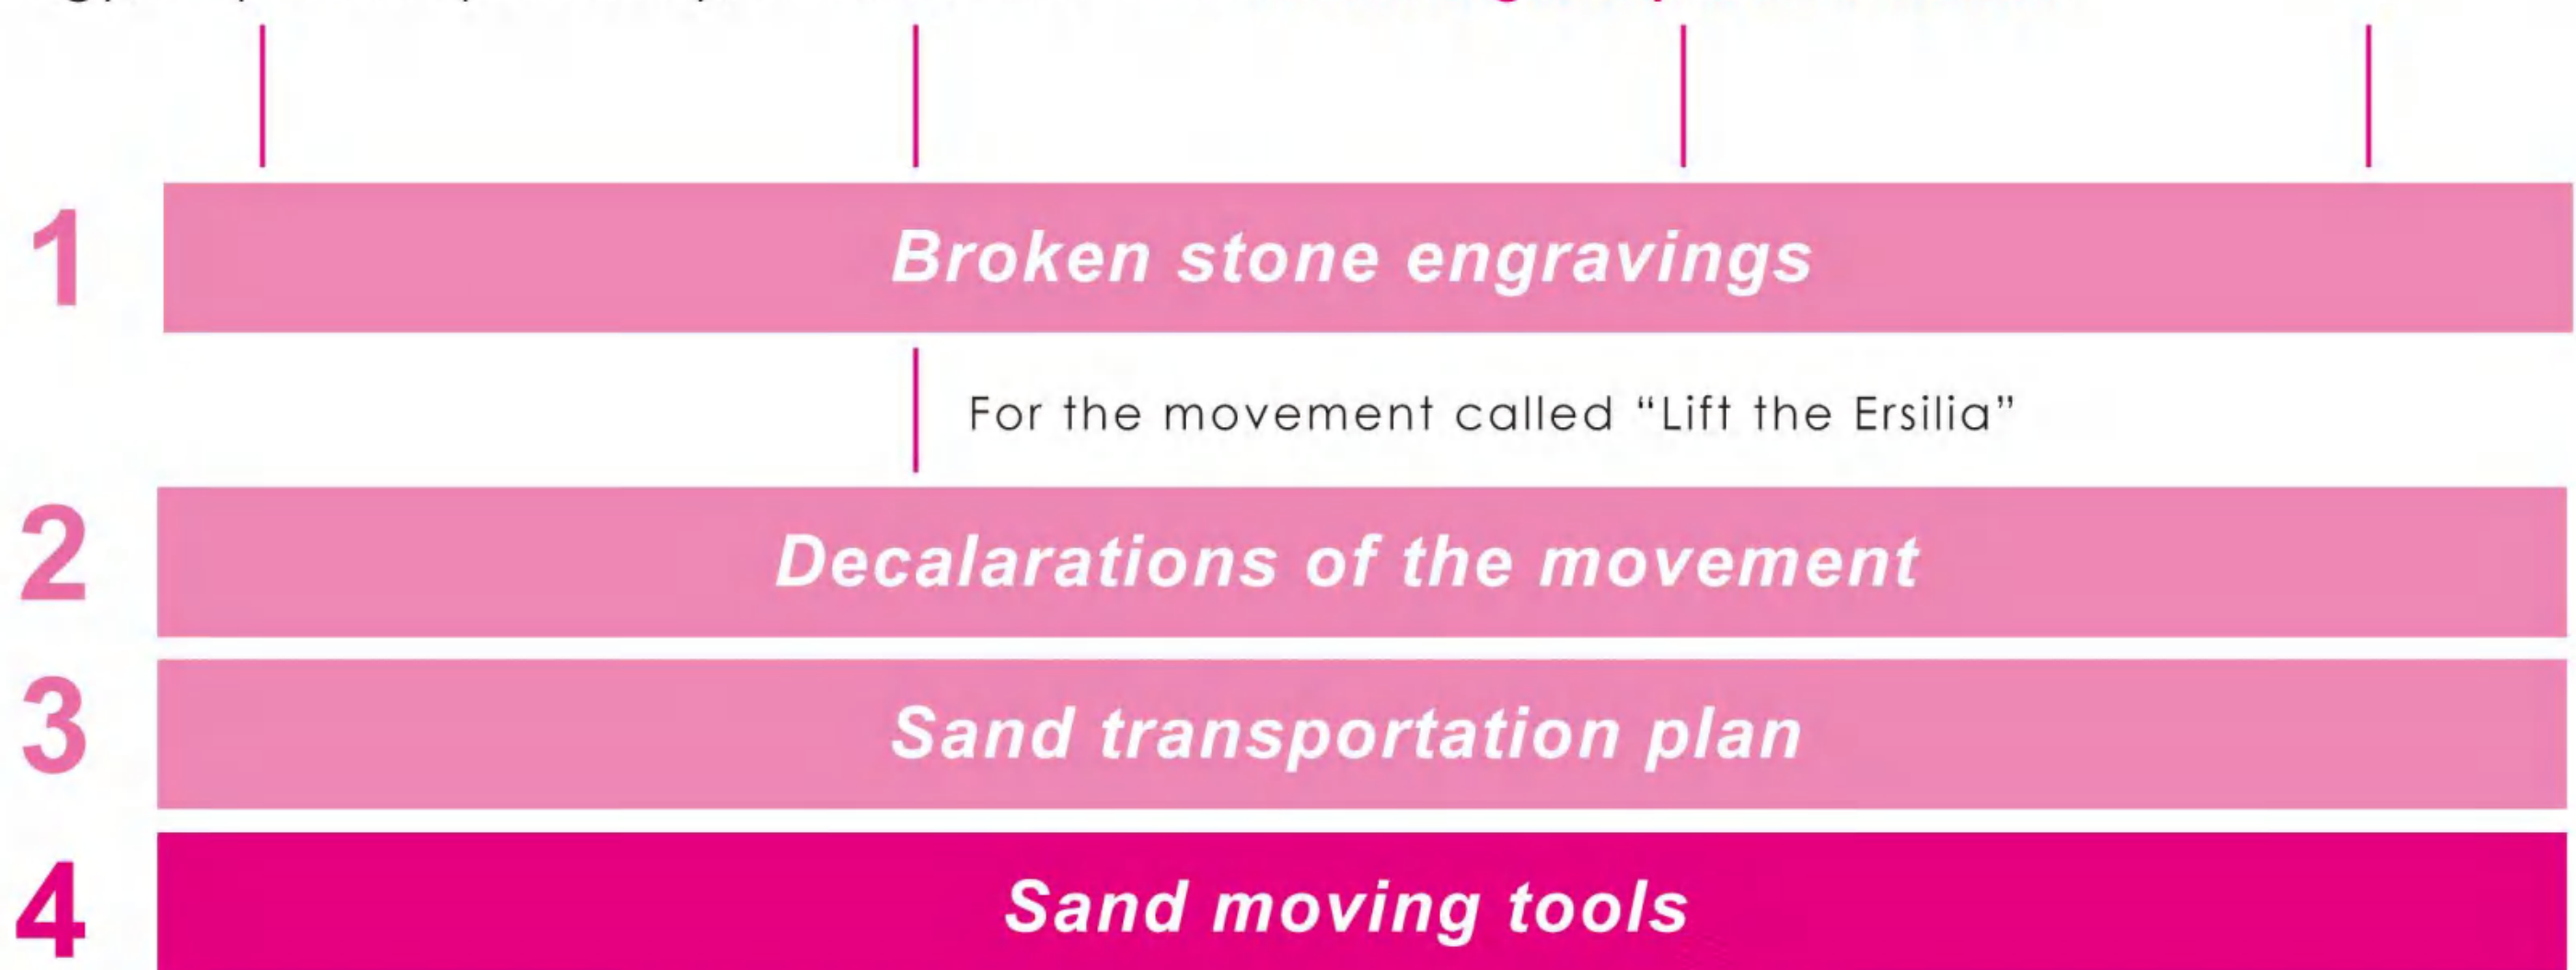 1
Broken stone engravings
For the movement called “Lift the Ersilia”
2
Decalarations of the movement
3
Sand transportation plan
4
Sand moving tools